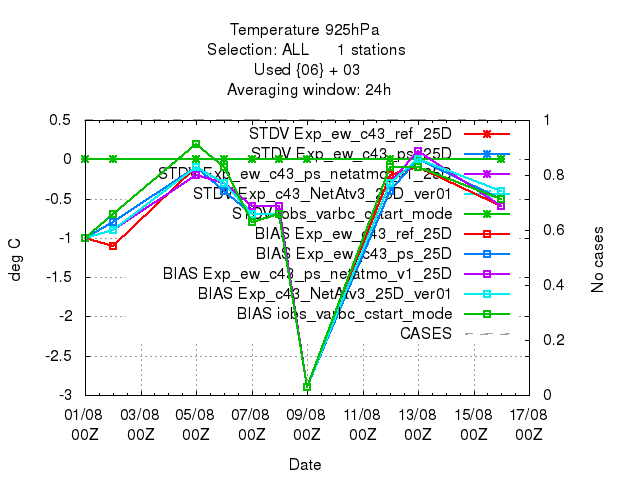 Temperature 925hPa
Selection: ALL 1 stations
Used {06} + 03
Averaging window: 24h
0.5
0
-0.5
-1
-1.5
-2
-2.5
-3
deg C
STDV Exp_ew_c43_ref_25D
STDV Exp_ew_c43_ps_25D
STDV Exp_ew_c43_ps_netatmo_v1_25D
STDV Exp_c43_NetAtv3_25D_ver01
STDV iobs_varbc_cstart_mode
BIAS Exp_ew_c43_ref_25D
BIAS Exp_ew_c43_ps_25D
BIAS Exp_ew_c43_ps_netatmo_v1_25D
BIAS Exp_c43_NetAtv3_25D_ver01
BIAS iobs_varbc_cstart_mode
CASES
1
0.8
0.6
0.4
0.2
0
No cases
01/08 03/08 05/08 07/08 09/08 11/08 13/08 15/08 17/08
00Z 00Z 00Z 00Z 00Z 00Z 00Z 00Z 00Z
Date